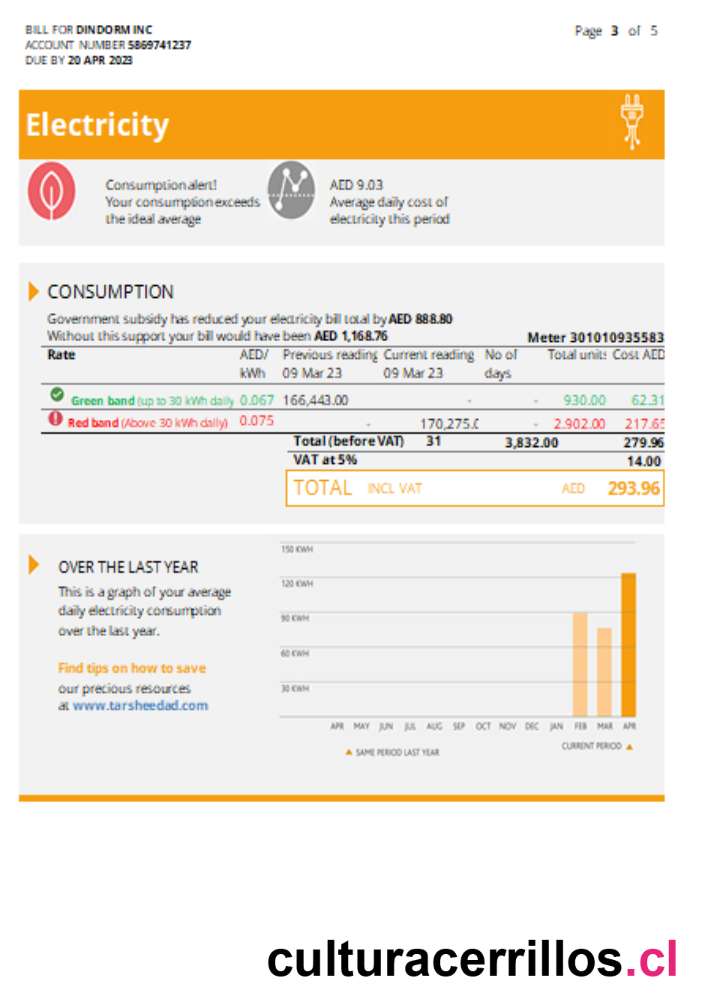 BILL FOR DINDORM INC
ACCOUNT NUMBER 5869741237
DUE BY 20 APR 2023
Page 3 of 5
Electricity
Consumption alert!
Your consumption exceeds
the ideal average
AED 9.03
Average daily cost of
electricity this period
CONSUMPTION
Government subsidy has reduced your electricity bill total by AED 888.80
Without this support your bill would have been AED 1,168.76
Meter 301010935583
Rate AED/ Previous reading Current reading No of Total units Cost AED
kWh 09 Mar 23 09 Mar 23 days
Green band (up to 30 kWh daily 0.067 166,443.00 - - 930.00 62.31
Red band (Above 30 kWh daily) 0.075 - 170,275.0 - 2.902.00 217.65
Total (before VAT) 31 3,832.00 279.96
VAT at 5% 14.00
TOTAL INCL VAT AED 293.96
OVER THE LAST YEAR
This is a graph of your average
daily electricity consumption
over the last year.
Find tips on how to save
our precious resources
at www.tarsheedad.com
150 KWH
120 KWH
90 KWH
60 KWH
30 KWH
APR MAY JUN JUL AUG SEP OCT NOV DEC JAN FEB MAR APR
SAME PERIOD LAST YEAR
CURRENT PERIOD
culturacerrillos.cl